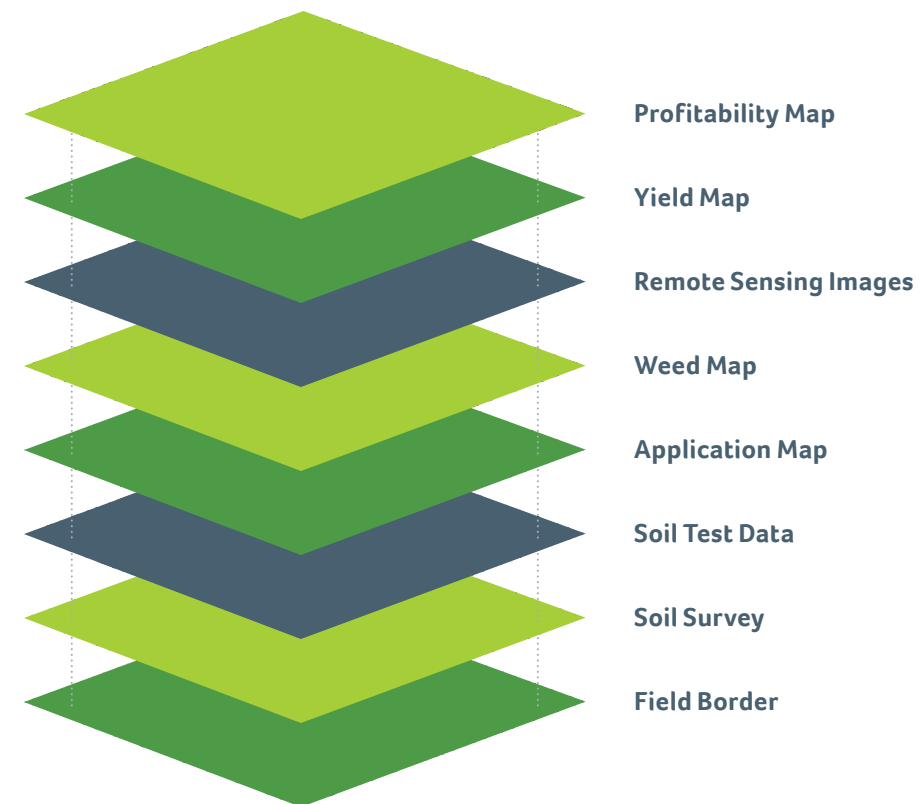 Profitability Map
Yield Map
Remote Sensing Images
Weed Map
Application Map
Soil Test Data
Soil Survey
Field Border